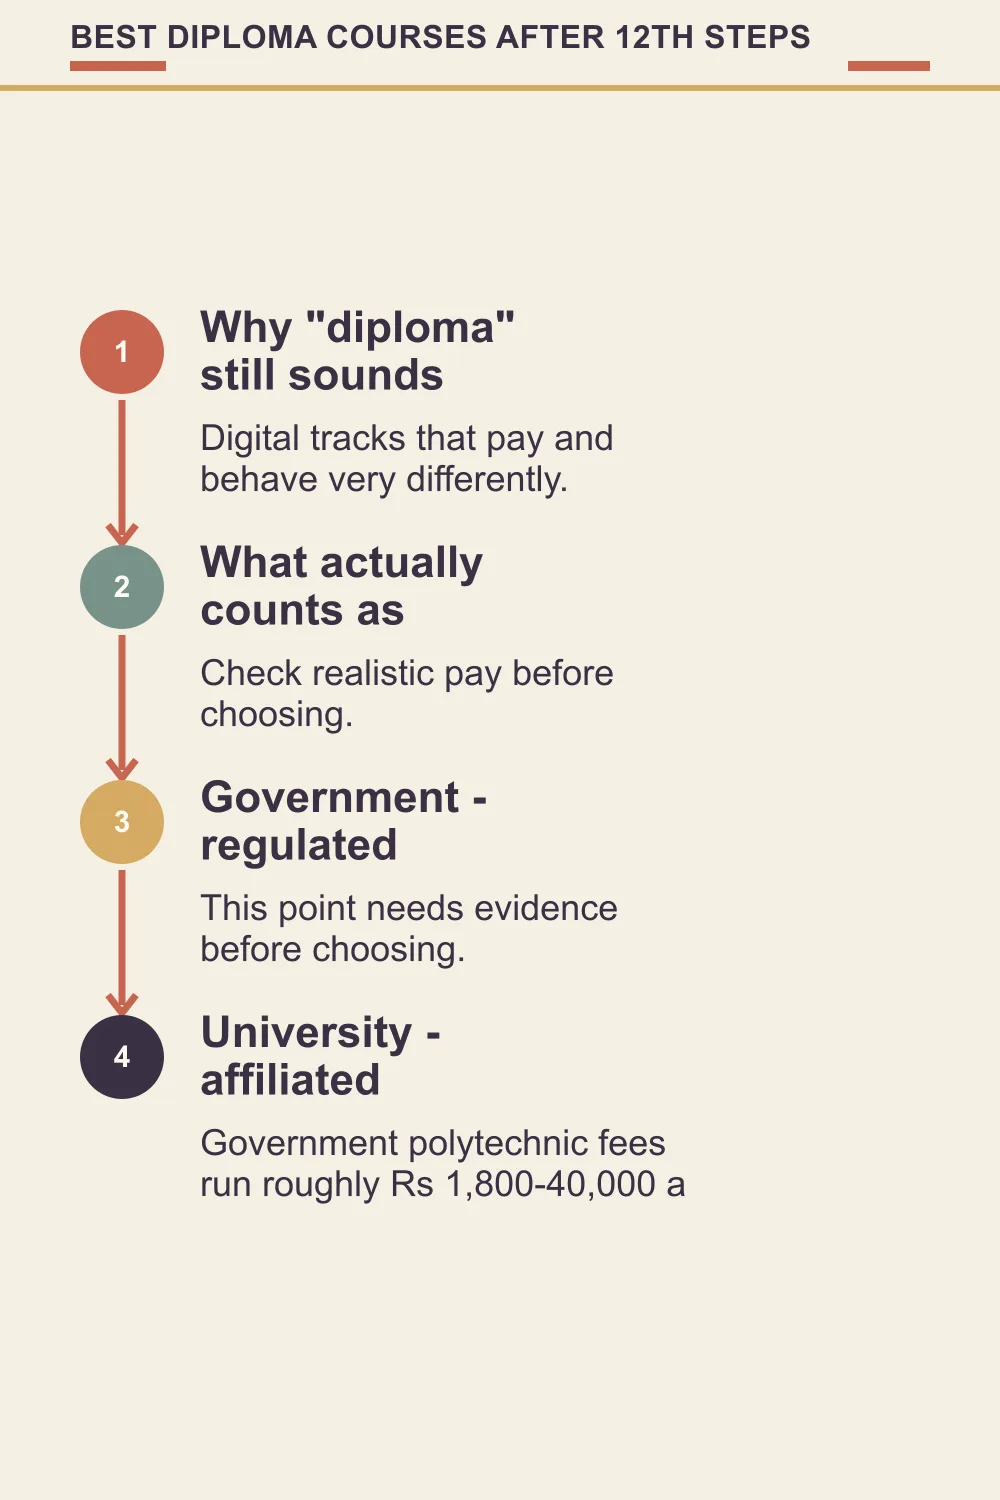 BEST DIPLOMA COURSES AFTER 12TH STEPS
1
Why "diploma"
still sounds
Digital tracks that pay and
behave very differently.
2
What actually
counts as
Check realistic pay before
choosing.
3
Government -
regulated
This point needs evidence
before choosing.
4
University -
affiliated
Government polytechnic fees
run roughly Rs 1,800-40,000 a